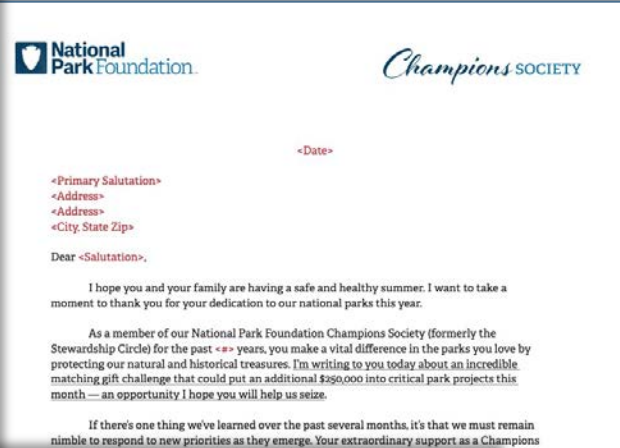 National
Park Foundation
Champions SOCIETY
<Date>
<Primary Salutation>
<Address>
<Address>
<City, State Zip>
Dear <Salutation>,
I hope you and your family are having a safe and healthy summer. I want to take a
moment to thank you for your dedication to our national parks this year.
As a member of our National Park Foundation Champions Society (formerly the
Stewardship Circle) for the past <#> years, you make a vital difference in the parks you love by
protecting our natural and historical treasures. I'm writing to you today about an incredible
matching gift challenge that could put an additional $250,000 into critical park projects this
month — an opportunity I hope you will help us seize.
If there's one thing we've learned over the past several months, it's that we must remain
nimble to respond to new priorities as they emerge. Your extraordinary support as a Champions